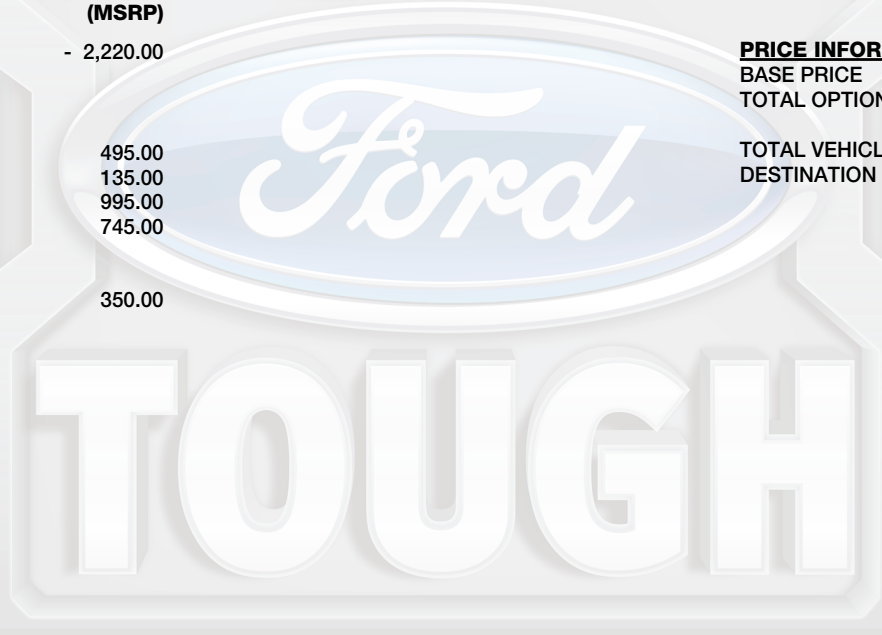 (MSRP)
- 2,220.00
495.00
135.00
995.00
745.00
350.00
PRICE INFOR
BASE PRICE
TOTAL OPTION
TOTAL VEHICL
DESTINATION
Ford
TOUGH